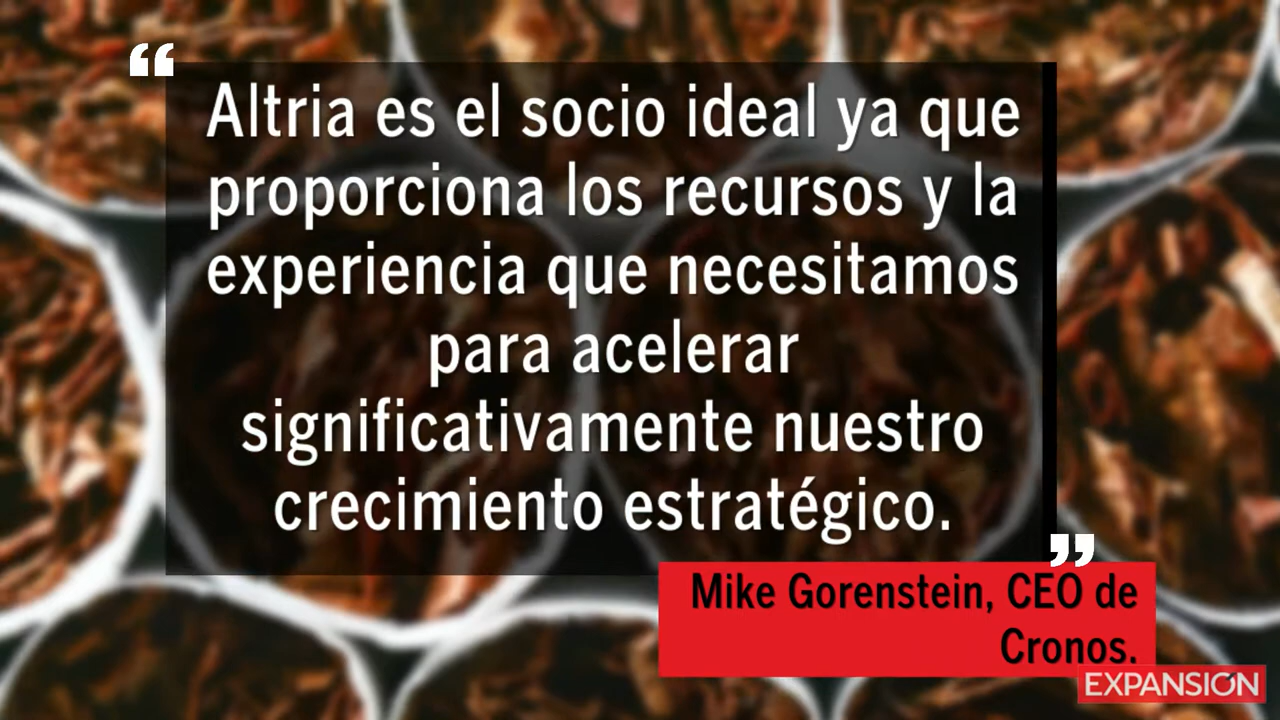 “
Altria es el socio ideal ya que
proporciona los recursos y la
experiencia que necesitamos
para acelerar
significativamente nuestro
crecimiento estratégico.
”
Mike Gorenstein, CEO de
Cronos.
EXPANSIÓN